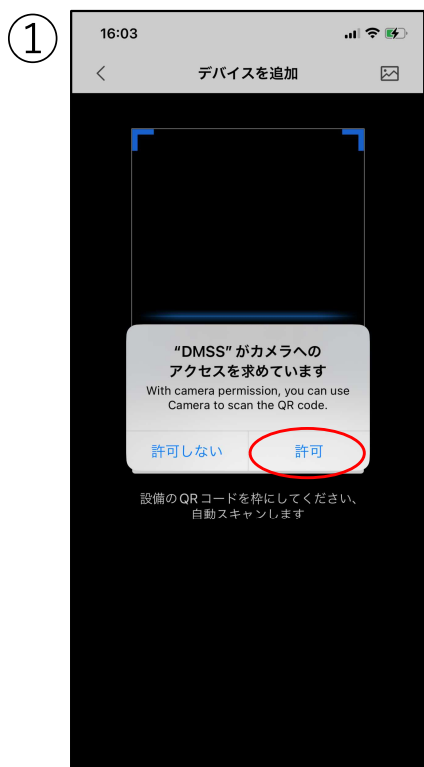 ①
16:03
デバイスを追加
“DMSS”がカメラへの
アクセスを求めています
With camera permission, you can use
Camera to scan the QR code.
許可しない
許可
設備のQRコードを枠にしてください、
自動スキャンします